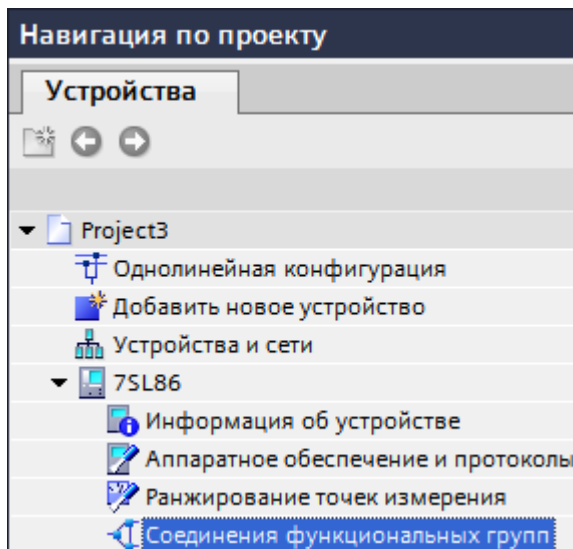 Навигация по проекту
Устройства
Project3
Однолинейная конфигурация
Добавить новое устройство
Устройства и сети
7SL86
Информация об устройстве
Аппаратное обеспечение и протоколы
Ранжирование точек измерения
Соединения функциональных групп